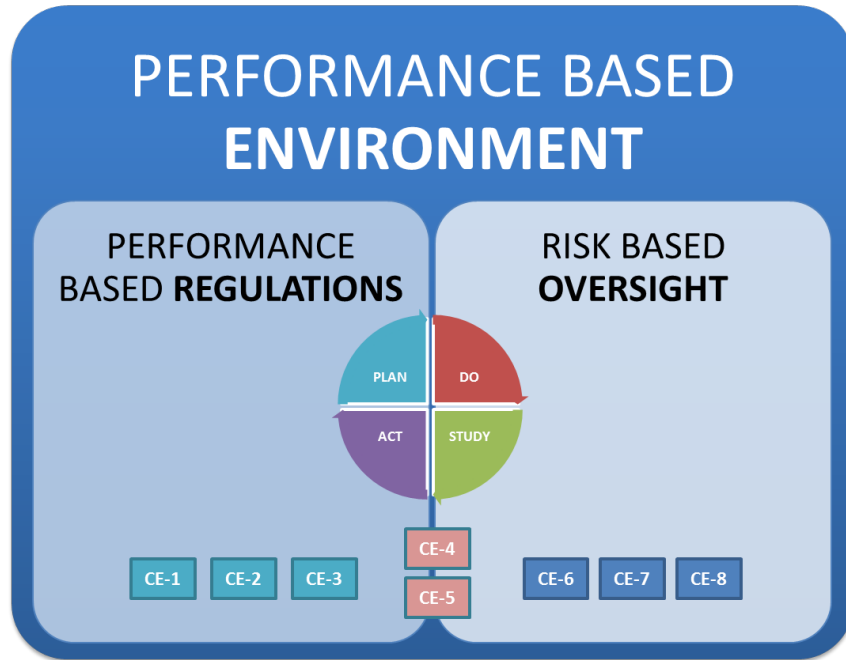 PERFORMANCE BASED
ENVIRONMENT
PERFORMANCE
BASED REGULATIONS
RISK BASED
OVERSIGHT
PLAN
DO
ACT
STUDY
CE-1
CE-2
CE-3
CE-4
CE-5
CE-6
CE-7
CE-8